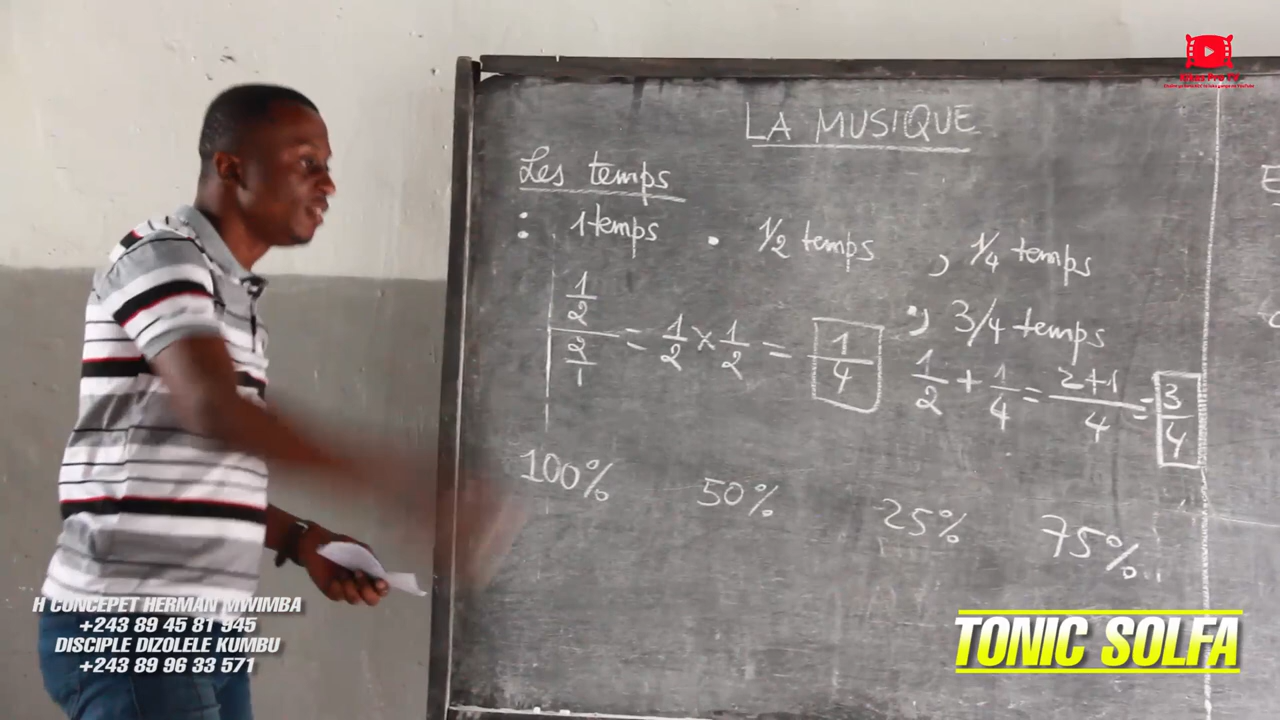 LA MUSIQUE
Les temps
: 1 temps . 1/2 temps , 1/4 temps
., 3/4 temps
1/2 / 2/1 = 1/2 × 1/2 = 1/4
1/2 + 1/4 = 2+1/4 = 3/4
100% 50% 25% 75%
H CONCEPET HERMAN MWIMBA
+243 89 45 81 945
DISCIPLE DIZOLELE KUMBU
+243 89 96 33 571
TONIC SOLFA